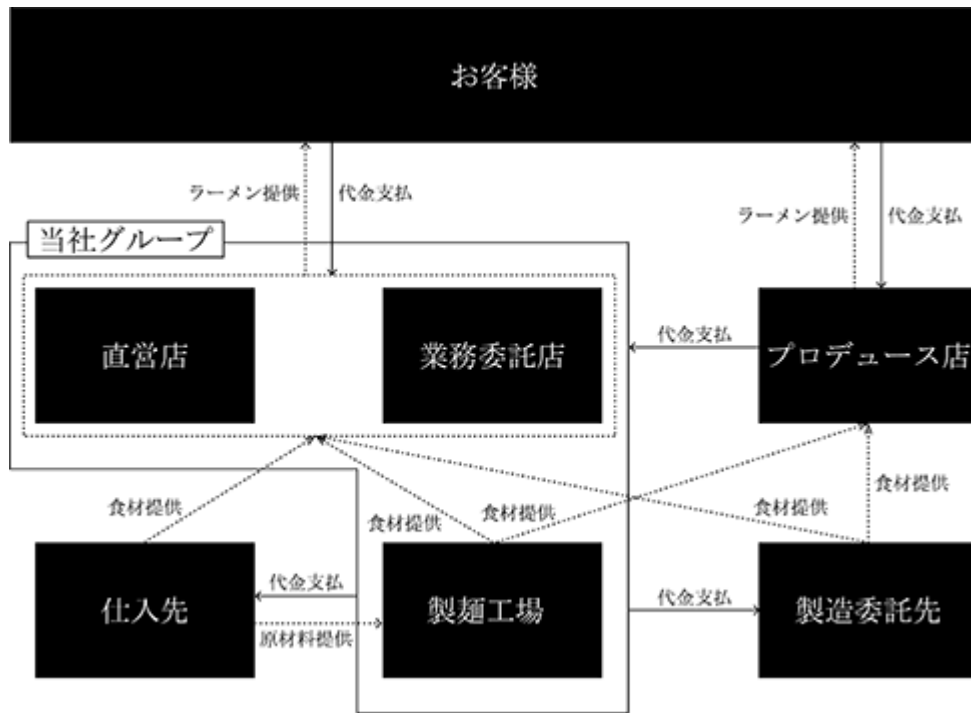 お客様
ラーメン提供
代金支払
ラーメン提供
代金支払
当社グループ
直営店
業務委託店
代金支払
プロデュース店
食材提供
食材提供
食材提供
食材提供
食材提供
仕入先
代金支払
原材料提供
製麺工場
代金支払
製造委託先